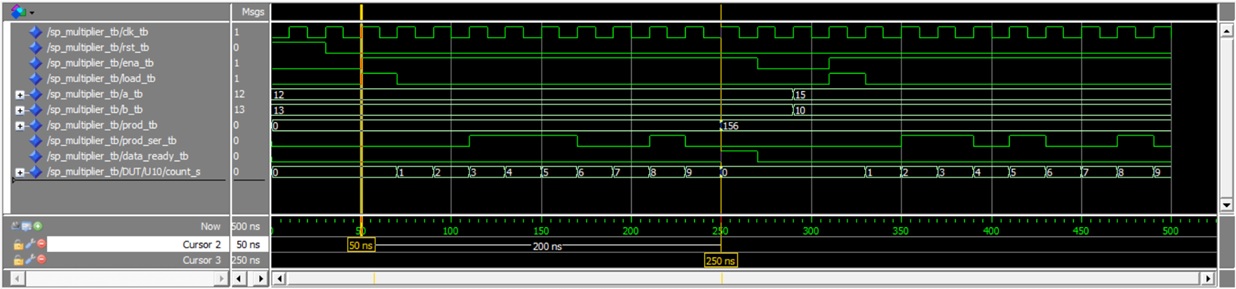 Msgs
/sp_multiplier_tb/clk_tb 1
/sp_multiplier_tb/rst_tb 0
/sp_multiplier_tb/ena_tb 1
/sp_multiplier_tb/load_tb 1
/sp_multiplier_tb/a_tb 12 12 15
/sp_multiplier_tb/b_tb 13 13 10
/sp_multiplier_tb/prod_tb 0 0 156
/sp_multiplier_tb/prod_ser_tb 0
/sp_multiplier_tb/data_ready_tb 0
/sp_multiplier_tb/DUT/U10/count_s 0 0 1 2 3 4 5 6 7 8 9 0 1 2 3 4 5 6 7 8 9
Now 500 ns 50 100 150 200 250 300 350 400 450 500
Cursor 2 50 ns 50 ns 200 ns
Cursor 3 250 ns 250 ns